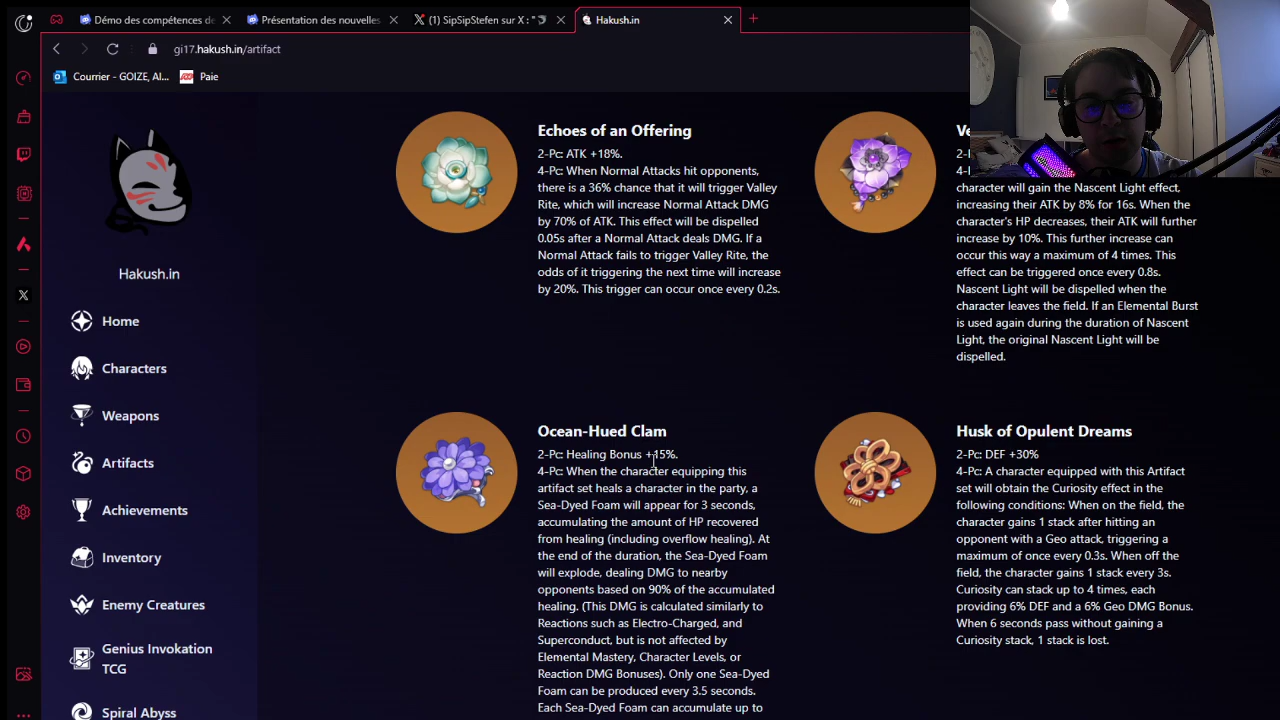 Démo des compétences de
Présentation des nouvelles
(1) SipSipStefen sur X : "
Hakush.in
gi17.hakush.in/artifact
Courrier - GOIZE, Al...
Paie
Hakush.in
Home
Characters
Weapons
Artifacts
Achievements
Inventory
Enemy Creatures
Genius Invokation
TCG
Spiral Abyss
Echoes of an Offering
2-Pc: ATK +18%.
4-Pc: When Normal Attacks hit opponents,
there is a 36% chance that it will trigger Valley
Rite, which will increase Normal Attack DMG
by 70% of ATK. This effect will be dispelled
0.05s after a Normal Attack deals DMG. If a
Normal Attack fails to trigger Valley Rite, the
odds of it triggering the next time will increase
by 20%. This trigger can occur once every 0.2s.
Ve
2-
4-
character will gain the Nascent Light effect,
increasing their ATK by 8% for 16s. When the
character's HP decreases, their ATK will further
increase by 10%. This further increase can
occur this way a maximum of 4 times. This
effect can be triggered once every 0.8s.
Nascent Light will be dispelled when the
character leaves the field. If an Elemental Burst
is used again during the duration of Nascent
Light, the original Nascent Light will be
dispelled.
Ocean-Hued Clam
2-Pc: Healing Bonus +15%.
4-Pc: When the character equipping this
artifact set heals a character in the party, a
Sea-Dyed Foam will appear for 3 seconds,
accumulating the amount of HP recovered
from healing (including overflow healing). At
the end of the duration, the Sea-Dyed Foam
will explode, dealing DMG to nearby
opponents based on 90% of the accumulated
healing. (This DMG is calculated similarly to
Reactions such as Electro-Charged, and
Superconduct, but is not affected by
Elemental Mastery, Character Levels, or
Reaction DMG Bonuses). Only one Sea-Dyed
Foam can be produced every 3.5 seconds.
Each Sea-Dyed Foam can accumulate up to
Husk of Opulent Dreams
2-Pc: DEF +30%
4-Pc: A character equipped with this Artifact
set will obtain the Curiosity effect in the
following conditions: When on the field, the
character gains 1 stack after hitting an
opponent with a Geo attack, triggering a
maximum of once every 0.3s. When off the
field, the character gains 1 stack every 3s.
Curiosity can stack up to 4 times, each
providing 6% DEF and a 6% Geo DMG Bonus.
When 6 seconds pass without gaining a
Curiosity stack, 1 stack is lost.